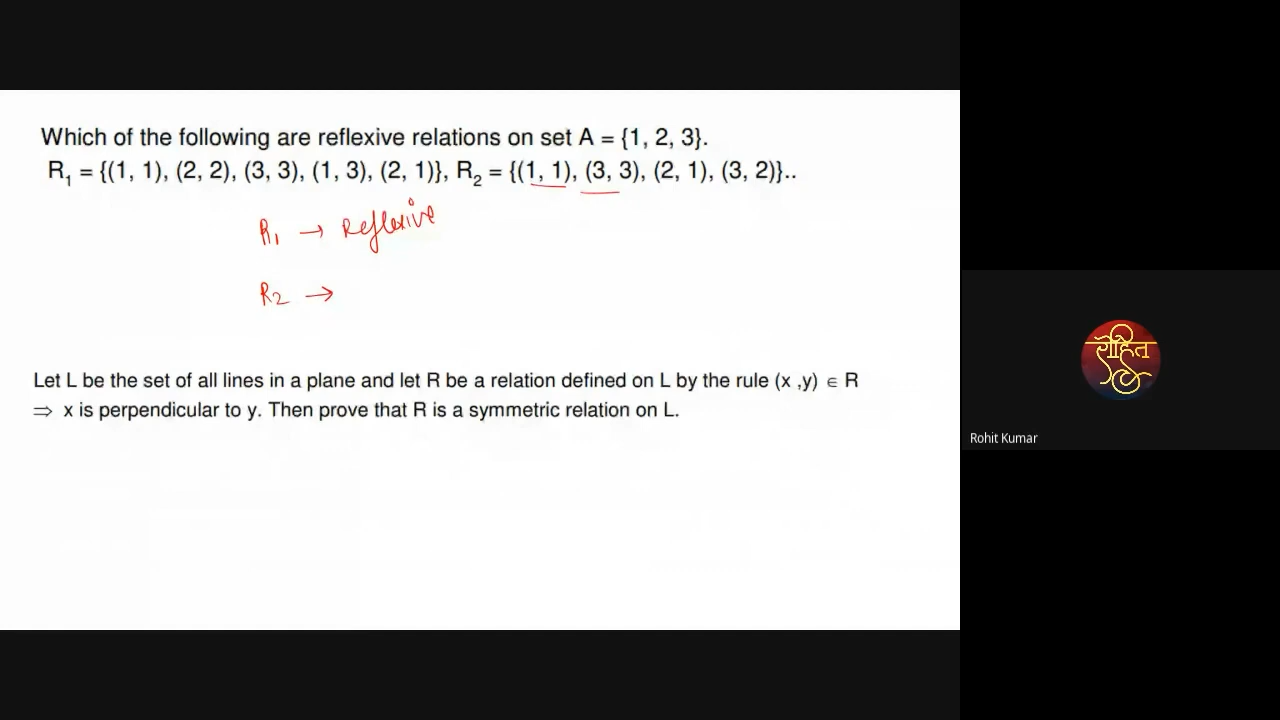 Which of the following are reflexive relations on set A = {1, 2, 3}.
R₁ = {(1, 1), (2, 2), (3, 3), (1, 3), (2, 1)}, R₂ = {(1, 1), (3, 3), (2, 1), (3, 2)}..
R₁ → Reflexive
R₂ →
Let L be the set of all lines in a plane and let R be a relation defined on L by the rule (x ,y) ∈ R
⇒ x is perpendicular to y. Then prove that R is a symmetric relation on L.
रोहित
Rohit Kumar